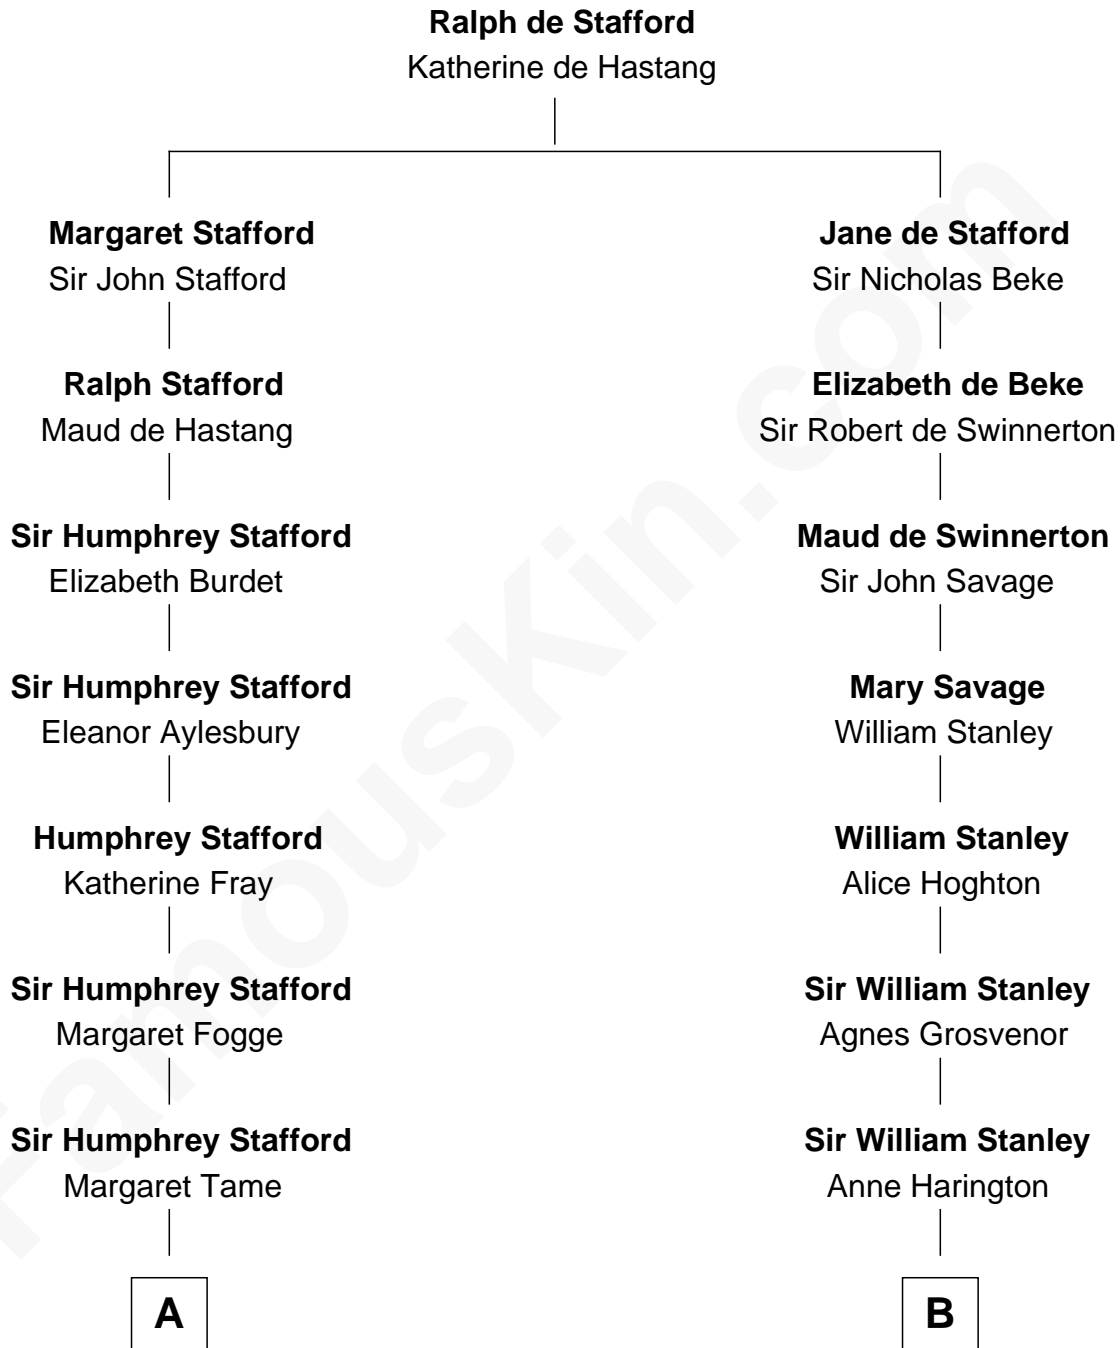 Ralph de Stafford
Katherine de Hastang
Margaret Stafford
Sir John Stafford
Jane de Stafford
Sir Nicholas Beke
Ralph Stafford
Maud de Hastang
Elizabeth de Beke
Sir Robert de Swinnerton
Sir Humphrey Stafford
Elizabeth Burdet
Maud de Swinnerton
Sir John Savage
Sir Humphrey Stafford
Eleanor Aylesbury
Mary Savage
William Stanley
Humphrey Stafford
Katherine Fray
William Stanley
Alice Hoghton
Sir Humphrey Stafford
Margaret Fogge
Sir William Stanley
Agnes Grosvenor
Sir Humphrey Stafford
Margaret Tame
Sir William Stanley
Anne Harington
A
B
FamousKin.com